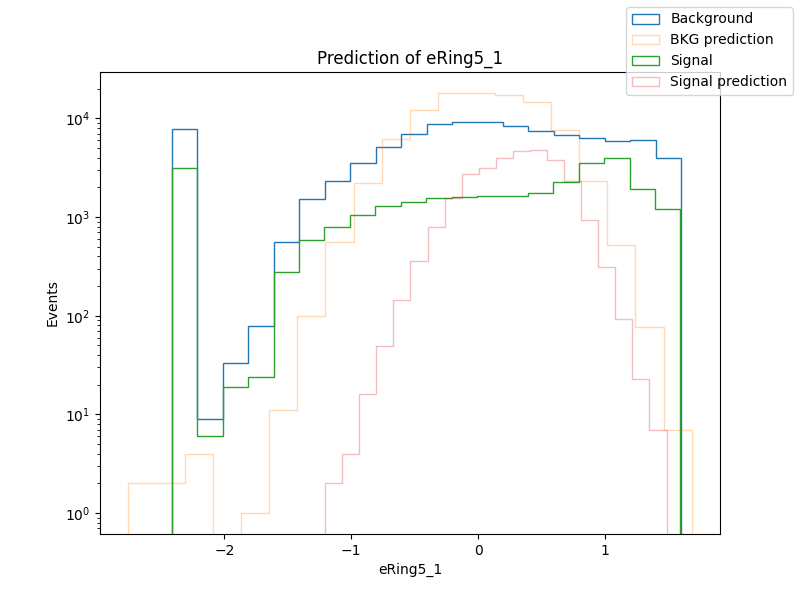 Prediction of eRing5_1
Background
BKG prediction
Signal
Signal prediction
Events
10⁴
10³
10²
10¹
10⁰
−2
−1
0
1
eRing5_1